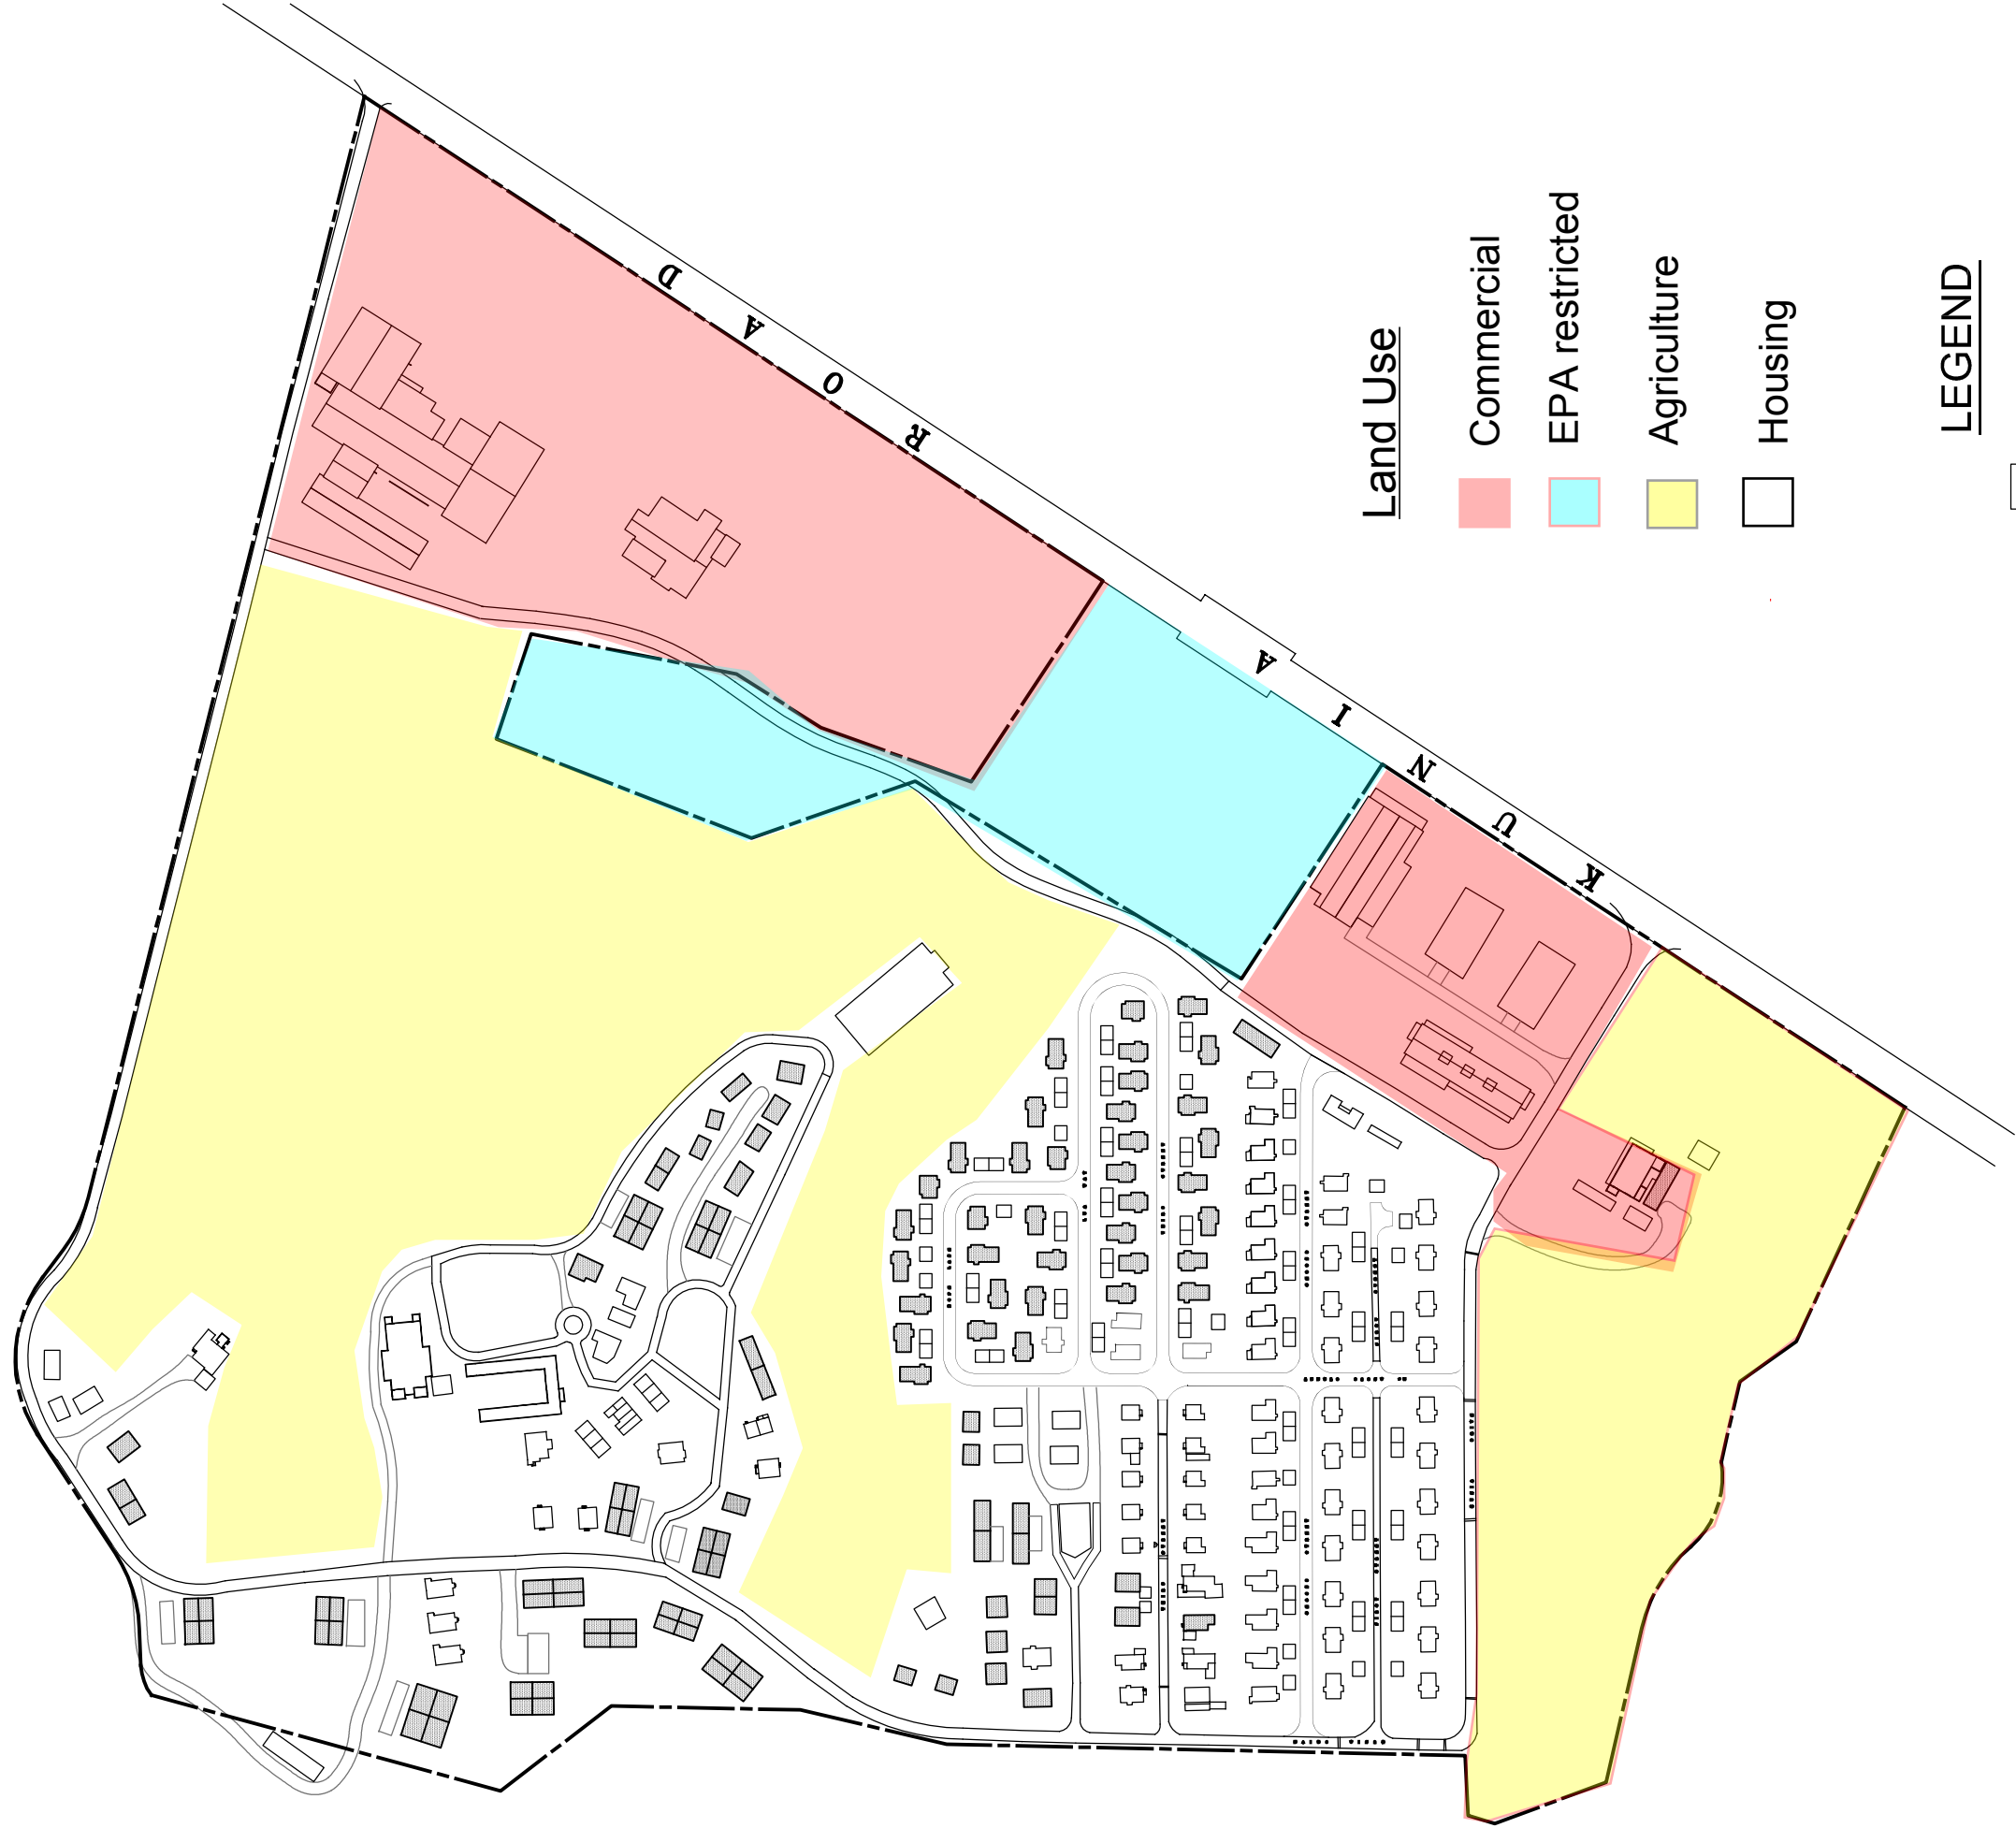 KUNIA ROAD
Land Use
Commercial
EPA restricted
Agriculture
Housing
LEGEND